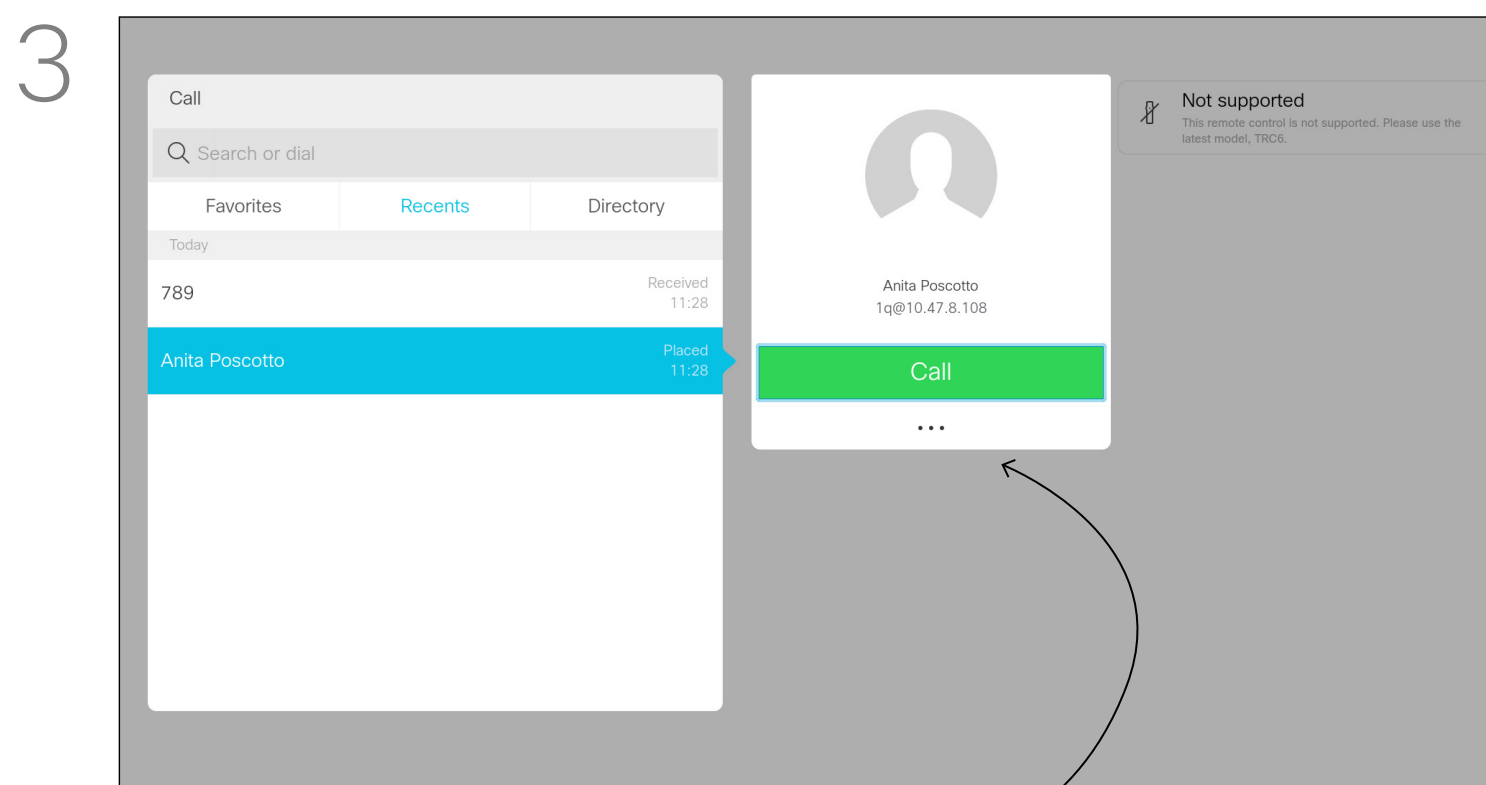 3
Call
Search or dial
Favorites Recents Directory
Today
789
Received
11:28
Anita Poscotto
Placed
11:28
Anita Poscotto
1q@10.47.8.108
Call
...
Not supported
This remote control is not supported. Please use the
latest model, TRC6.